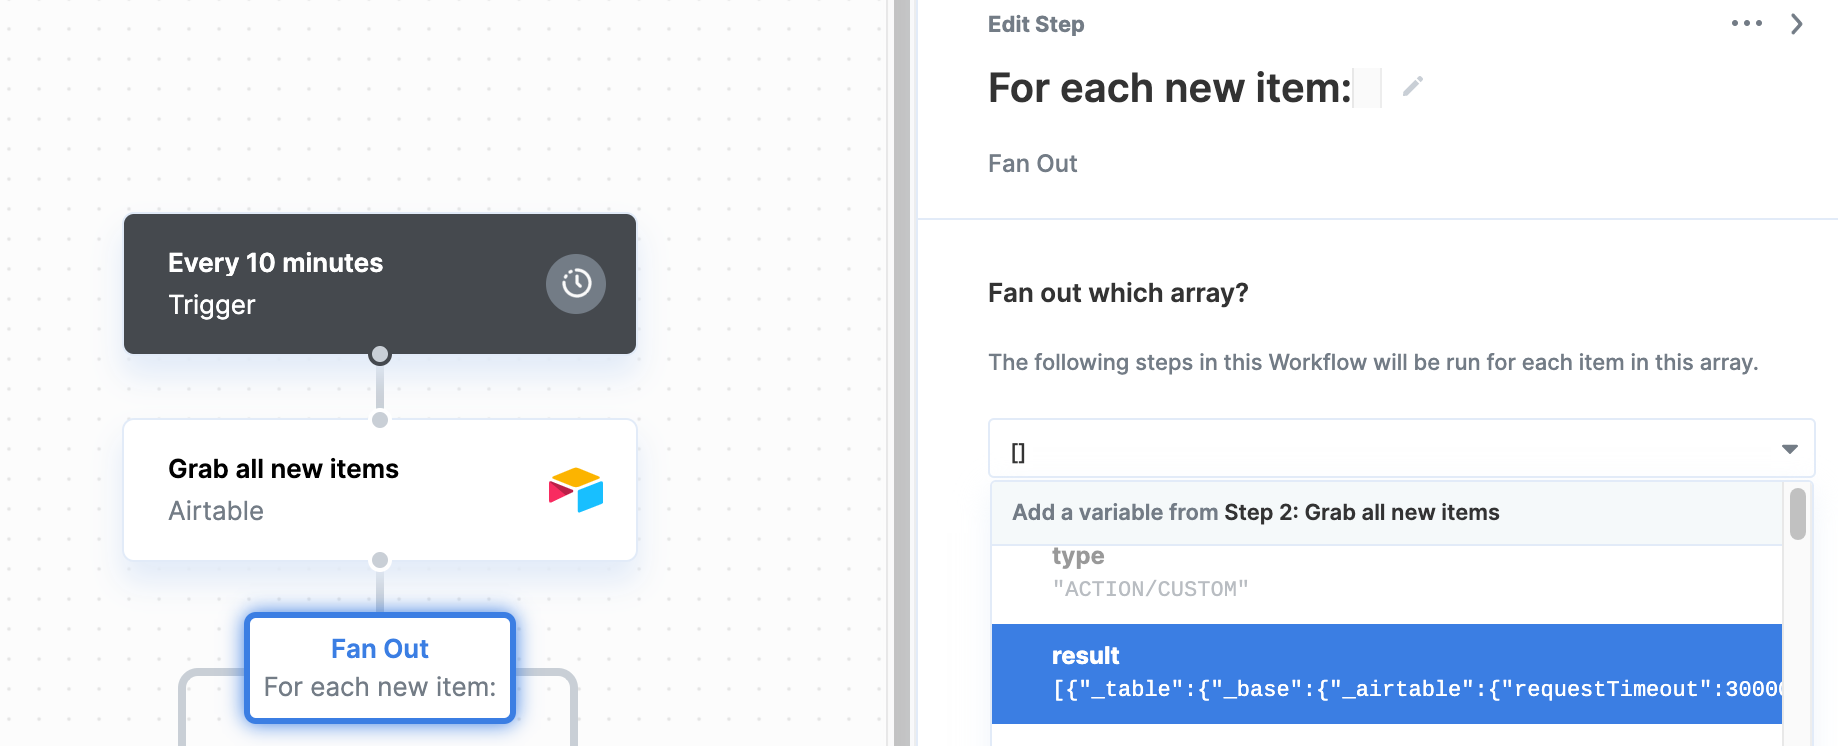 Every 10 minutes
Trigger
Grab all new items
Airtable
Fan Out
For each new item:
Edit Step
For each new item:
Fan Out
Fan out which array?
The following steps in this Workflow will be run for each item in this array.
[]
Add a variable from Step 2: Grab all new items
type
"ACTION/CUSTOM"
result
[{"_table":{"_base":{"_airtable":{"requestTimeout":30000